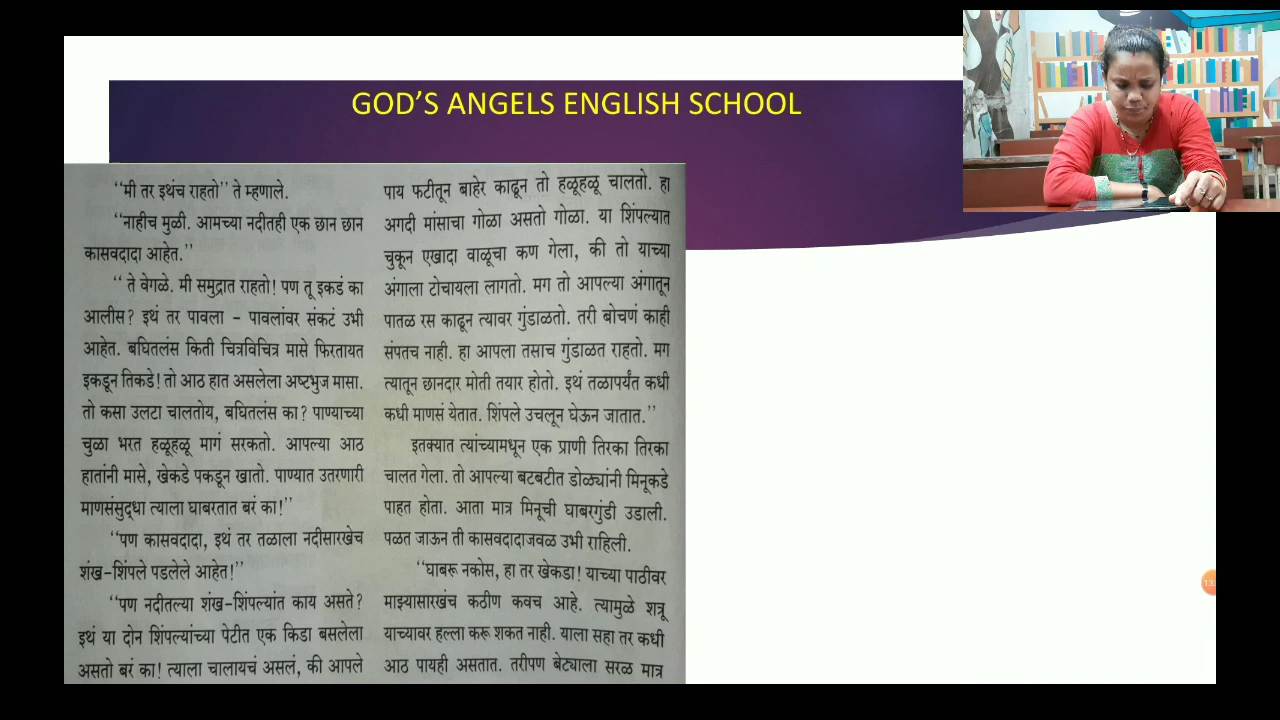 GOD’S ANGELS ENGLISH SCHOOL
‘‘मी तर इथंच राहतो’’ ते म्हणाले.
‘‘नाहीच मुळी. आमच्या नदीतही एक छान छान
कासवदादा आहेत.’’
‘‘ ते वेगळे. मी समुद्रात राहतो! पण तू इकडं का
आलीस? इथं तर पावला – पावलांवर संकटं उभी
आहेत. बघितलंस किती चित्रविचित्र मासे फिरतायत
इकडून तिकडे! तो आठ हात असलेला अष्टभुज मासा.
तो कसा उलटा चालतोय, बघितलंस का? पाण्याच्या
चुळा भरत हळूहळू मागं सरकतो. आपल्या आठ
हातांनी मासे, खेकडे पकडून खातो. पाण्यात उतरणारी
माणसंसुद्धा त्याला घाबरतात बरं का!’’
‘‘पण कासवदादा, इथं तर तळाला नदीसारखेच
शंख–शिंपले पडलेले आहेत!’’
‘‘पण नदीतल्या शंख–शिंपल्यांत काय असते?
इथं या दोन शिंपल्यांच्या पेटीत एक किडा बसलेला
असतो बरं का! त्याला चालायचं असलं, की आपले
पाय फटीतून बाहेर काढून तो हळूहळू चालतो. हा
अगदी मांसाचा गोळा असतो गोळा. या शिंपल्यात
चुकून एखादा वाळूचा कण गेला, की तो याच्या
अंगाला टोचायला लागतो. मग तो आपल्या अंगातून
पातळ रस काढून त्यावर गुंडाळतो. तरी बोचणं काही
संपतच नाही. हा आपला तसाच गुंडाळत राहतो. मग
त्यातून छानदार मोती तयार होतो. इथं तळापर्यंत कधी
कधी माणसं येतात. शिंपले उचलून घेऊन जातात.’’
इतक्यात त्यांच्यामधून एक प्राणी तिरका तिरका
चालत गेला. तो आपल्या बटबटीत डोळ्यांनी मिनूकडे
पाहत होता. आता मात्र मिनूची घाबरगुंडी उडाली.
पळत जाऊन ती कासवदादाजवळ उभी राहिली.
‘‘घाबरू नकोस, हा तर खेकडा! याच्या पाठीवर
माझ्यासारखंच कठीण कवच आहे. त्यामुळे शत्रू
याच्यावर हल्ला करू शकत नाही. याला सहा तर कधी
आठ पायही असतात. तरीपण बेट्याला सरळ मात्र